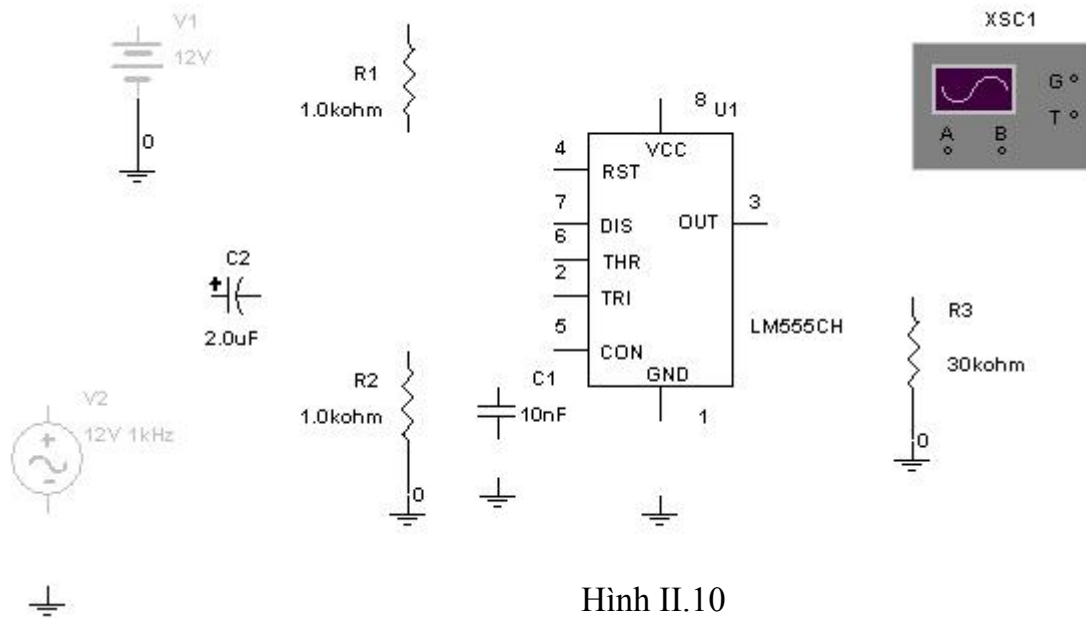 V1
12V
0
R1
1.0kohm
XSC1
G
T
A
B
8
U1
VCC
4
RST
7
DIS
OUT
3
6
THR
2
TRI
5
CON
GND
1
LM555CH
C2
2.0uF
R2
1.0kohm
0
C1
10nF
R3
30kohm
0
V2
12V 1kHz
Hình II.10